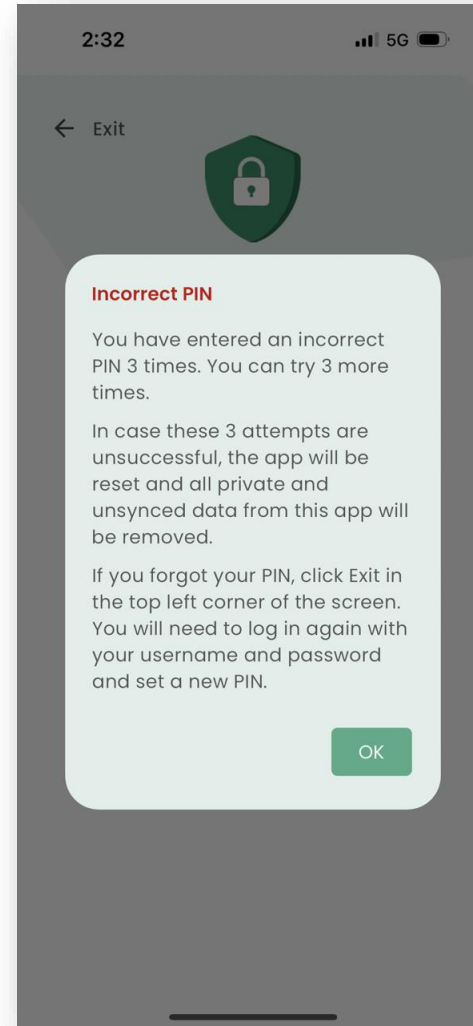 2:32
5G
Exit
Incorrect PIN
You have entered an incorrect
PIN 3 times. You can try 3 more
times.
In case these 3 attempts are
unsuccessful, the app will be
reset and all private and
unsynced data from this app will
be removed.
If you forgot your PIN, click Exit in
the top left corner of the screen.
You will need to log in again with
your username and password
and set a new PIN.
OK